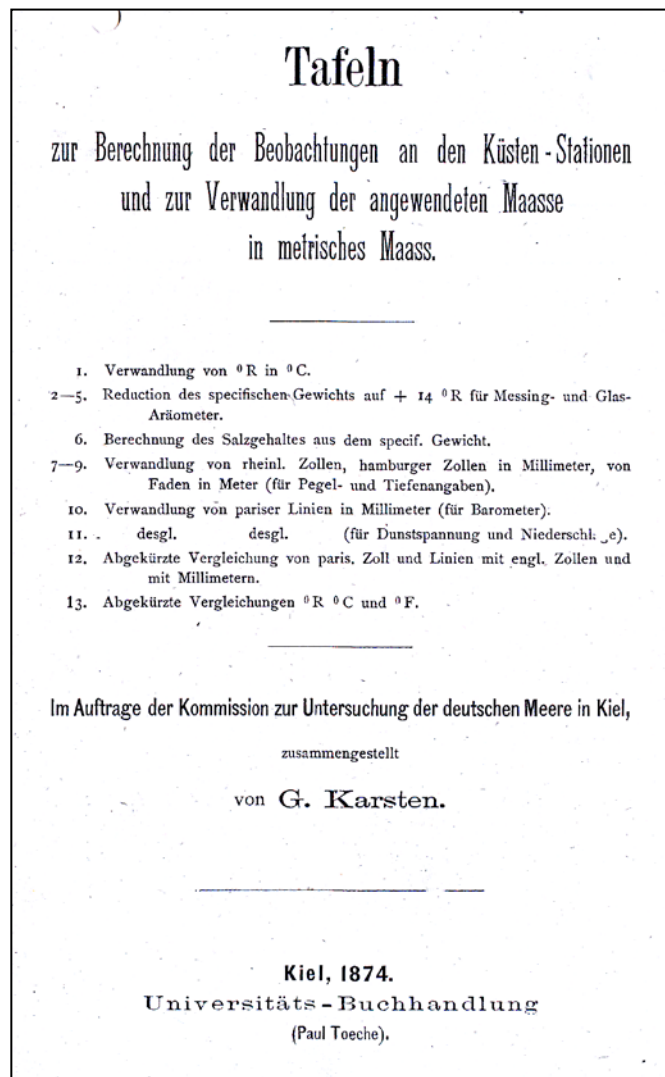 Tafeln
zur Berechnung der Beobachtungen an den Küsten-Stationen
und zur Verwandlung der angewendeten Maasse
in metrisches Maass.
1. Verwandlung von ⁰R in ⁰C.
2—5. Reduction des specifischen Gewichts auf + 14 ⁰R für Messing- und Glas-
Aräometer.
6. Berechnung des Salzgehaltes aus dem specif. Gewicht.
7—9. Verwandlung von rheinl. Zollen, hamburger Zollen in Millimeter, von
Faden in Meter (für Pegel- und Tiefenangaben).
10. Verwandlung von pariser Linien in Millimeter (für Barometer).
11. desgl. desgl. (für Dunstspannung und
12. Abgekürzte Vergleichung von paris. Zoll und Linien mit engl. Zollen und
mit Millimetern.
13. Abgekürzte Vergleichungen ⁰R ⁰C und ⁰F.
Im Auftrage der Kommission zur Untersuchung der deutschen Meere in Kiel,
zusammengestellt
von G. Karsten.
Kiel, 1874.
Universitäts-Buchhandlung
(Paul Toeche).